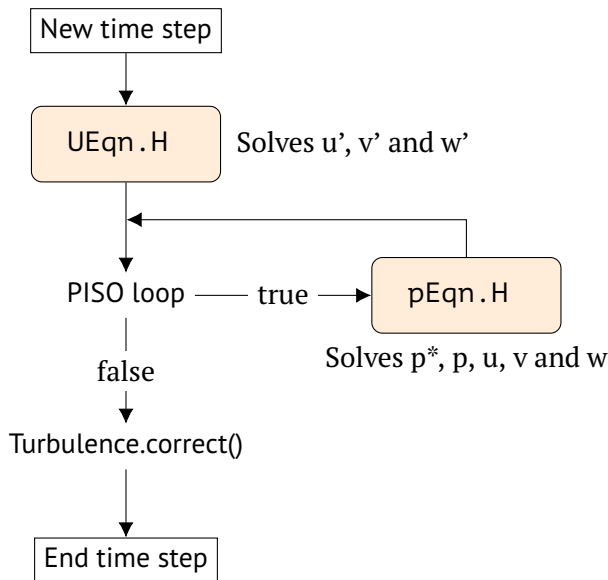 New time step
UEqn.H
Solves u’, v’ and w’
PISO loop
true
pEqn.H
Solves p*, p, u, v and w
false
Turbulence.correct()
End time step